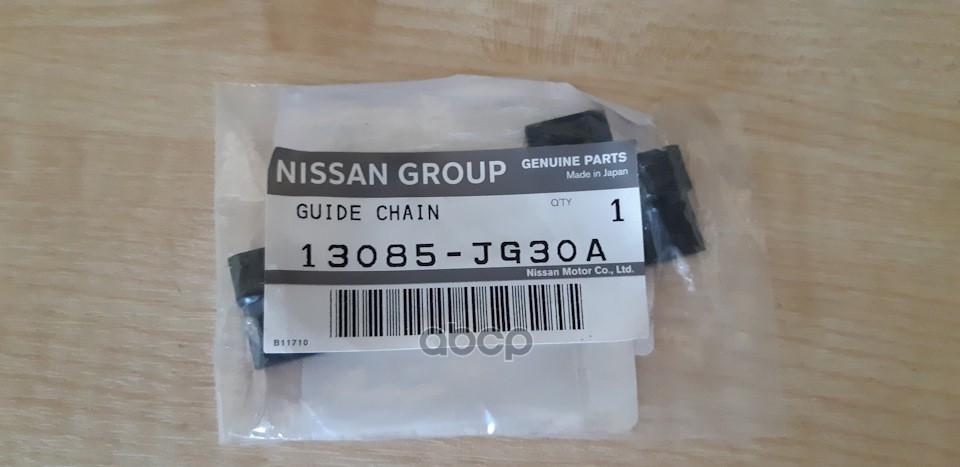 NISSAN GROUP
GENUINE PARTS
Made in Japan
GUIDE CHAIN
QTY
1
13085-JG30A
Nissan Motor Co., Ltd.
B11710
abcp